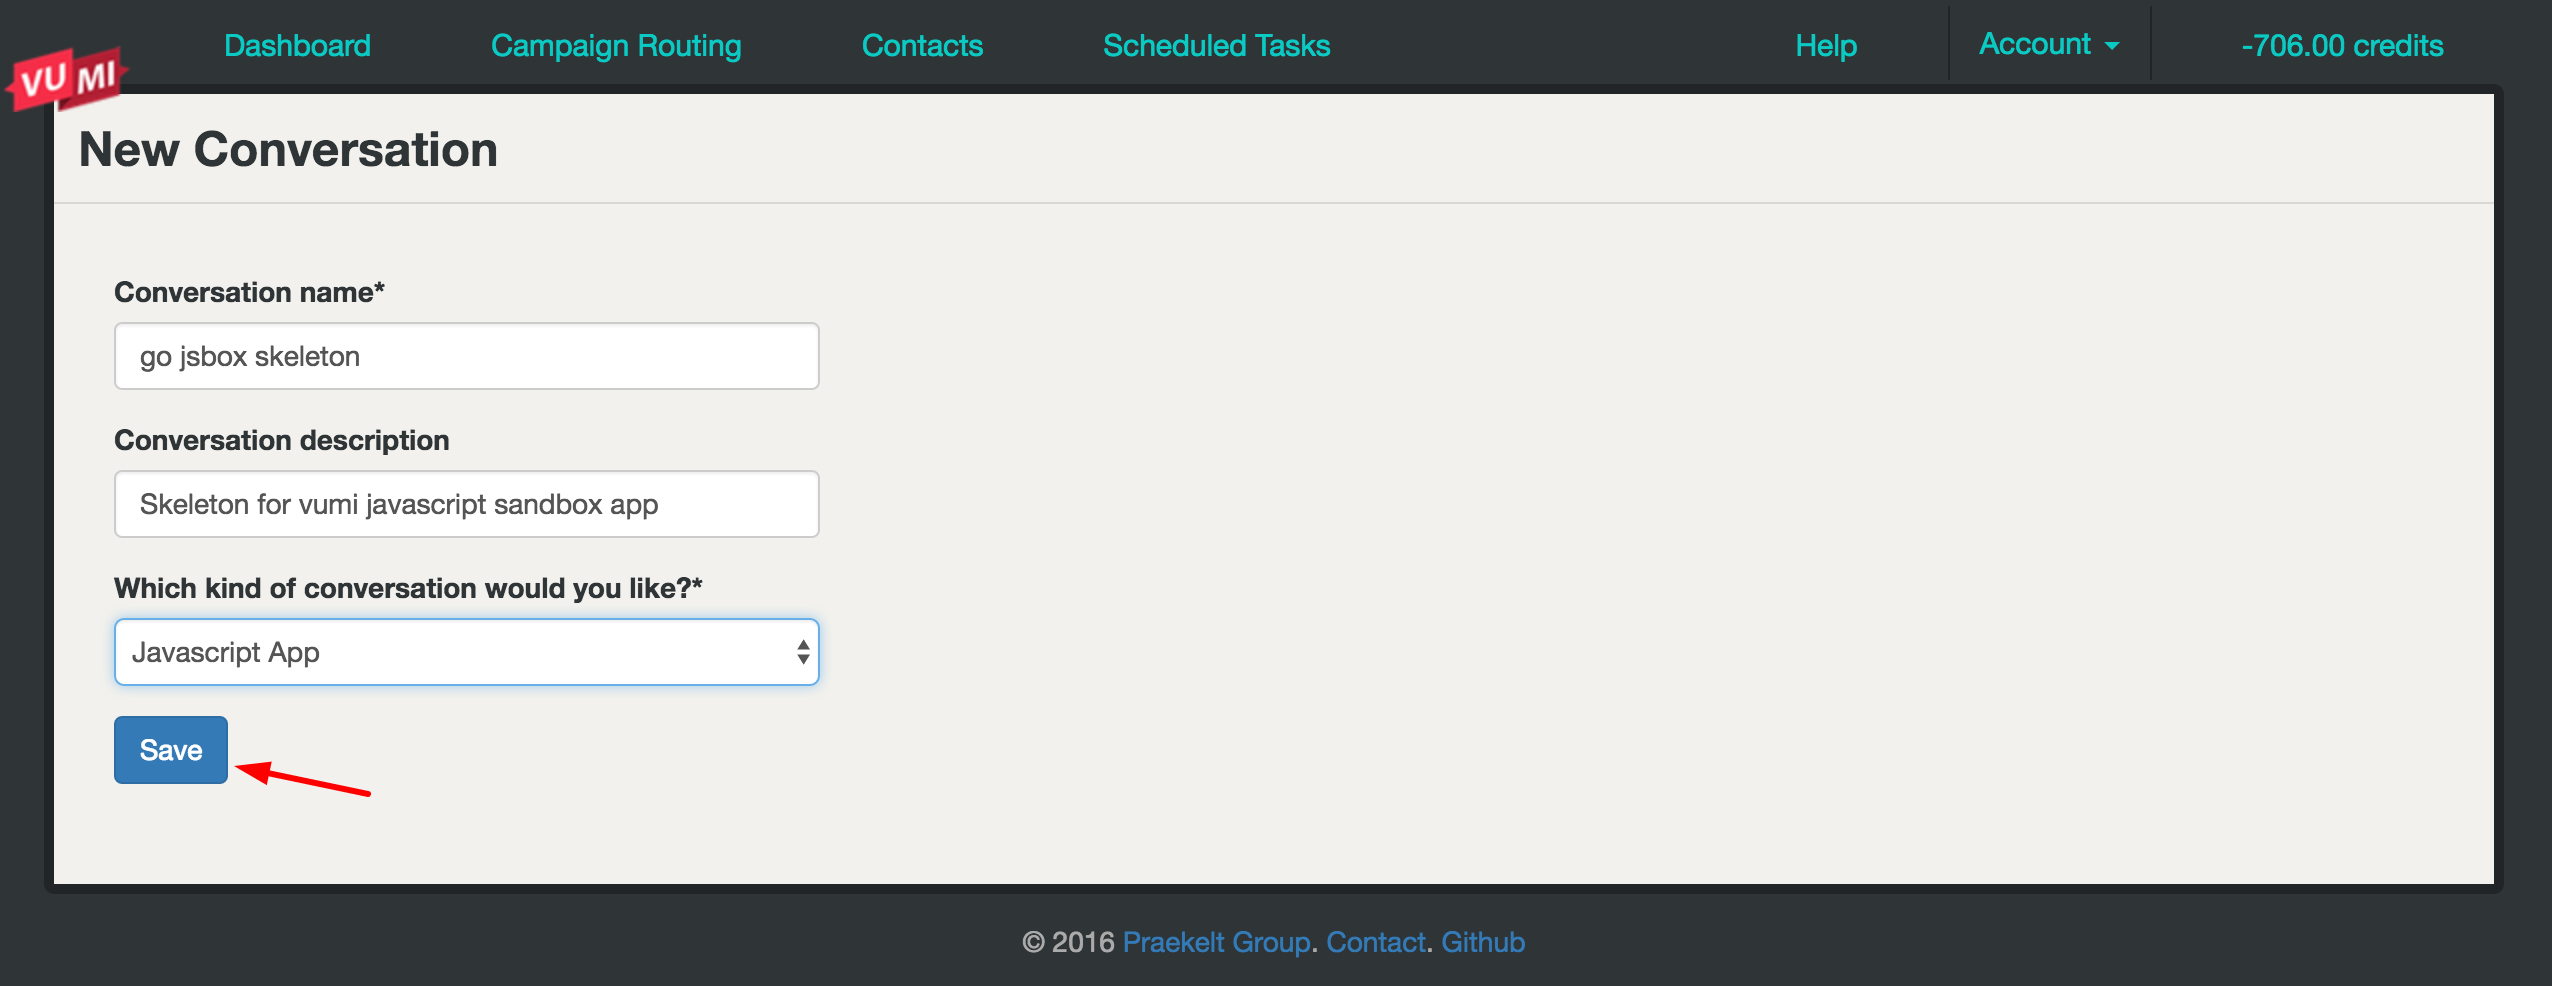 VUMI
Dashboard Campaign Routing Contacts Scheduled Tasks Help Account -706.00 credits
New Conversation
Conversation name*
go jsbox skeleton
Conversation description
Skeleton for vumi javascript sandbox app
Which kind of conversation would you like?*
Javascript App
Save
© 2016 Praekelt Group. Contact. Github